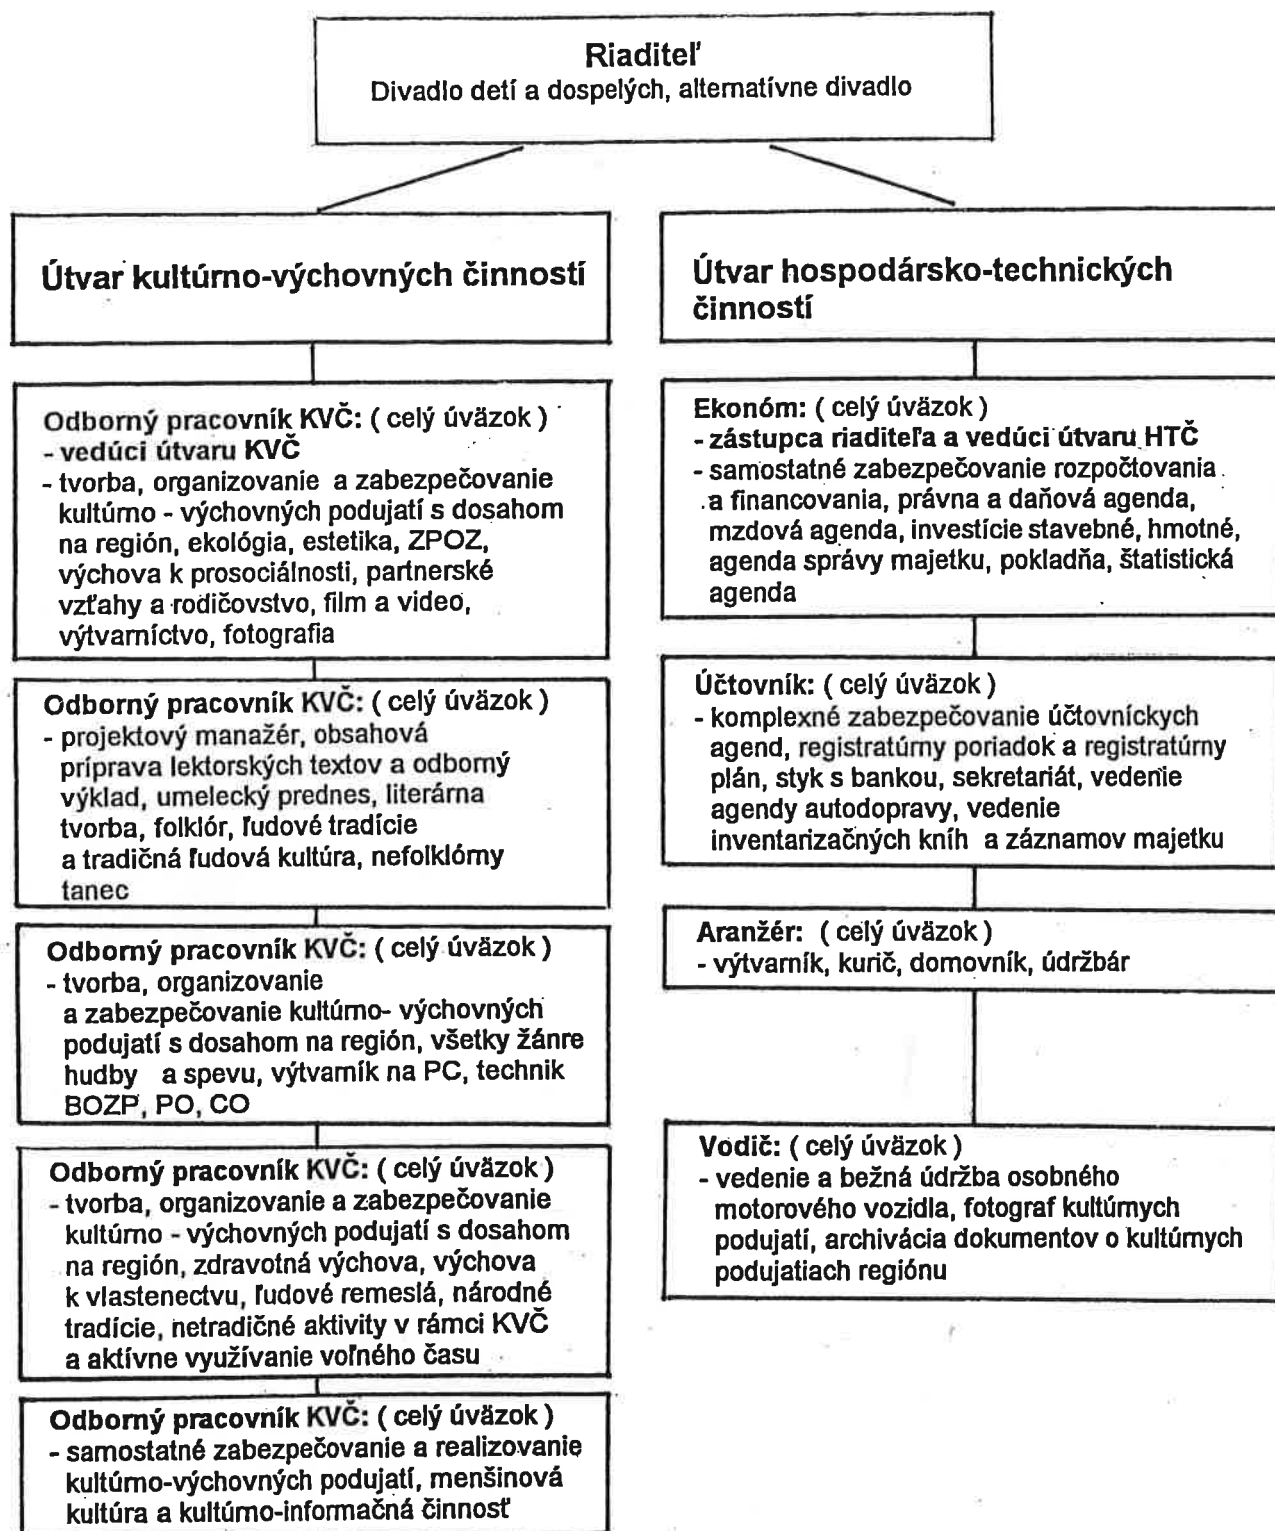 Riaditeľ
Divadlo detí a dospelých, alternatívne divadlo
Útvar kultúrno-výchovných činností
Odborný pracovník KVČ: ( celý úväzok )
- vedúci útvaru KVČ
- tvorba, organizovanie a zabezpečovanie
kultúrno - výchovných podujatí s dosahom
na región, ekológia, estetika, ZPOZ,
výchova k prosociálnosti, partnerské
vzťahy a rodičovstvo, film a video,
výtvarníctvo, fotografia
Odborný pracovník KVČ: ( celý úväzok )
- projektový manažér, obsahová
príprava lektorských textov a odborný
výklad, umelecký prednes, literárna
tvorba, folklór, ľudové tradície
a tradičná ľudová kultúra, nefolklórny
tanec
Odborný pracovník KVČ: ( celý úväzok )
- tvorba, organizovanie
a zabezpečovanie kultúrno- výchovných
podujatí s dosahom na región, všetky žánre
hudby a spevu, výtvarník na PC, technik
BOZP, PO, CO
Odborný pracovník KVČ: ( celý úväzok )
- tvorba, organizovanie a zabezpečovanie
kultúrno - výchovných podujatí s dosahom
na región, zdravotná výchova, výchova
k vlastenectvu, ľudové remeslá, národné
tradície, netradičné aktivity v rámci KVČ
a aktívne využívanie voľného času
Odborný pracovník KVČ: ( celý úväzok )
- samostatné zabezpečovanie a realizovanie
kultúrno-výchovných podujatí, menšinová
kultúra a kultúrno-informačná činnosť
Útvar hospodársko-technických
činností
Ekonóm: ( celý úväzok )
- zástupca riaditeľa a vedúci útvaru HTČ
- samostatné zabezpečovanie rozpočtovania
a financovania, právna a daňová agenda,
mzdová agenda, investície stavebné, hmotné,
agenda správy majetku, pokladňa, štatistická
agenda
Účtovník: ( celý úväzok )
- komplexné zabezpečovanie účtovníckych
agend, registratúrny poriadok a registratúrny
plán, styk s bankou, sekretariát, vedenie
agendy autodopravy, vedenie
inventarizačných kníh a záznamov majetku
Aranžér: ( celý úväzok )
- výtvarník, kurič, domovník, údržbár
Vodič: ( celý úväzok )
- vedenie a bežná údržba osobného
motorového vozidla, fotograf kultúrnych
podujatí, archivácia dokumentov o kultúrnych
podujatiach regiónu